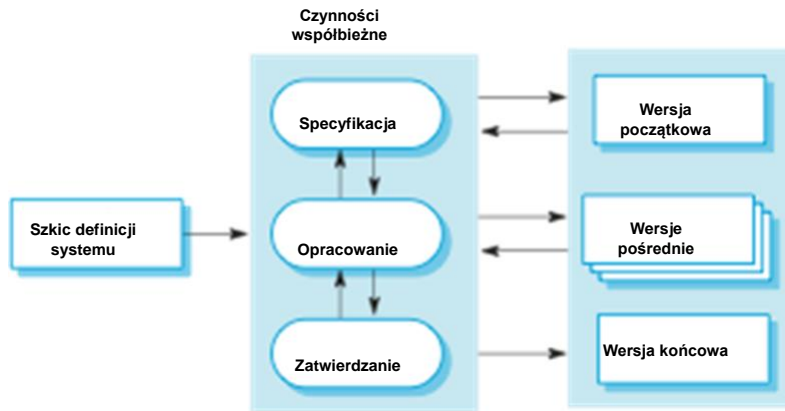 Czynności
współbieżne
Specyfikacja
Wersja
początkowa
Szkic definicji
systemu
Opracowanie
Wersje
pośrednie
Zatwierdzanie
Wersja końcowa